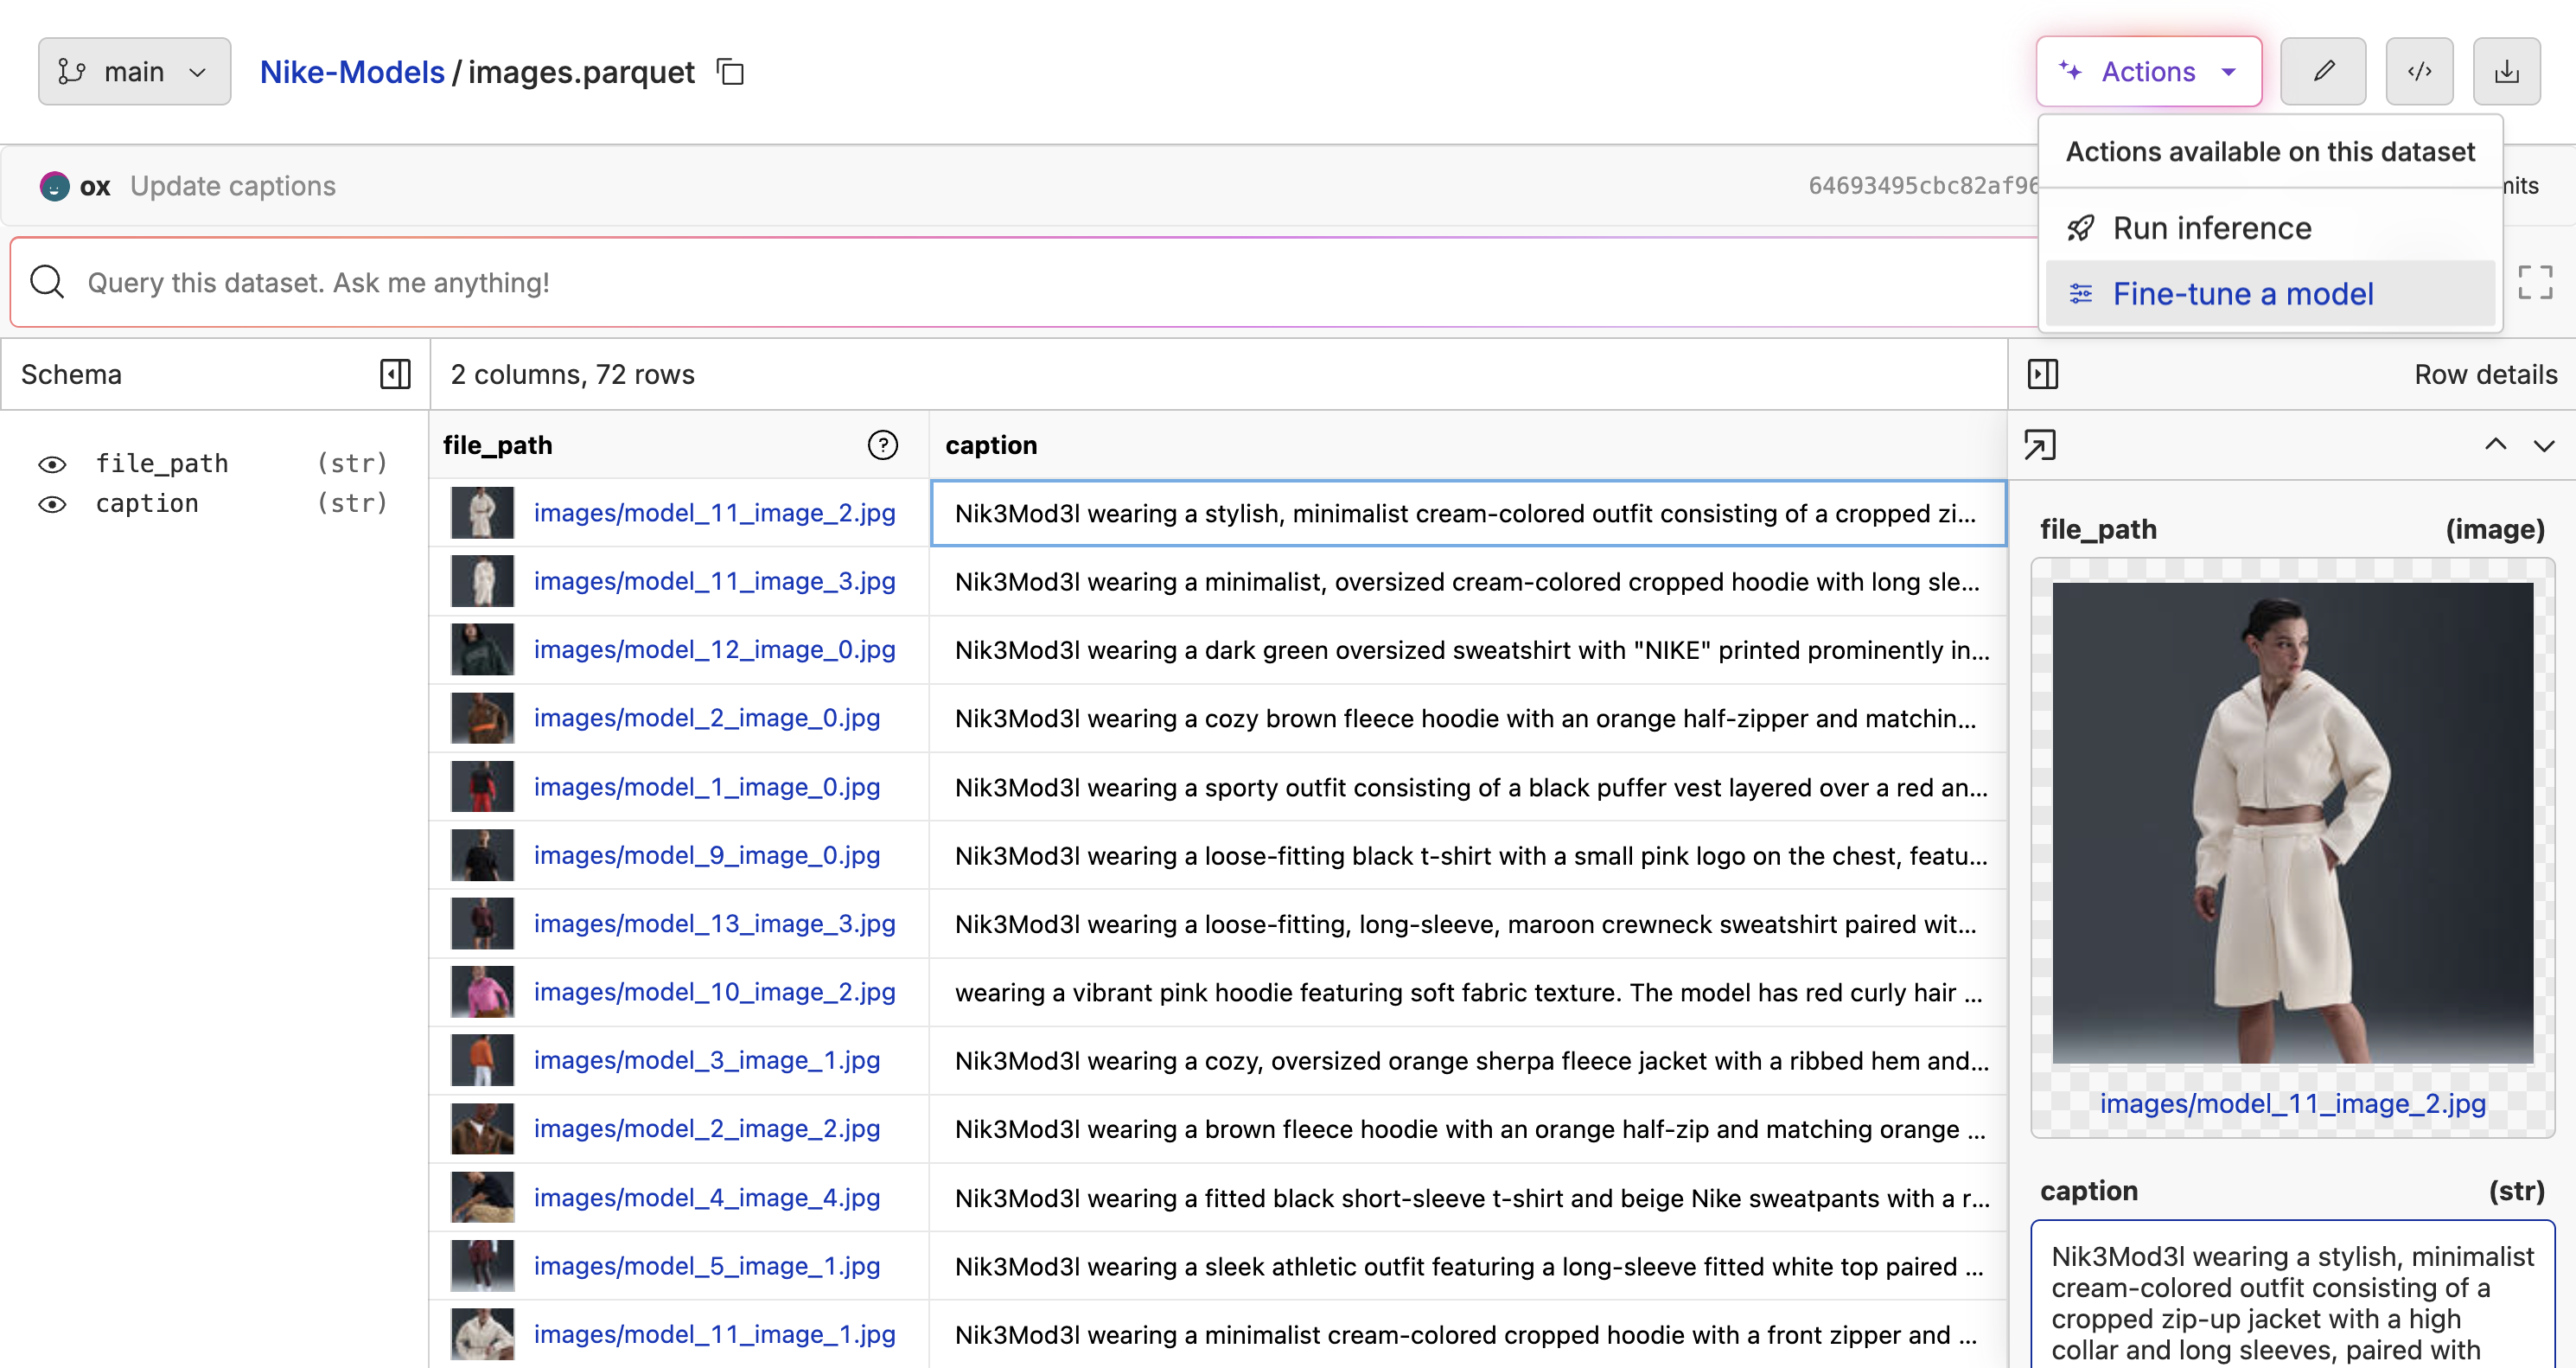 main
Nike-Models / images.parquet
Actions
Actions available on this dataset
Run inference
Fine-tune a model
ox Update captions
64693495cbc82af96
mits
Query this dataset. Ask me anything!
Schema
2 columns, 72 rows
Row details
file_path (str)
caption (str)
file_path
caption
images/model_11_image_2.jpg Nik3Mod3l wearing a stylish, minimalist cream-colored outfit consisting of a cropped zi...
images/model_11_image_3.jpg Nik3Mod3l wearing a minimalist, oversized cream-colored cropped hoodie with long sle...
images/model_12_image_0.jpg Nik3Mod3l wearing a dark green oversized sweatshirt with "NIKE" printed prominently in...
images/model_2_image_0.jpg Nik3Mod3l wearing a cozy brown fleece hoodie with an orange half-zipper and matchin...
images/model_1_image_0.jpg Nik3Mod3l wearing a sporty outfit consisting of a black puffer vest layered over a red an...
images/model_9_image_0.jpg Nik3Mod3l wearing a loose-fitting black t-shirt with a small pink logo on the chest, featu...
images/model_13_image_3.jpg Nik3Mod3l wearing a loose-fitting, long-sleeve, maroon crewneck sweatshirt paired wit...
images/model_10_image_2.jpg wearing a vibrant pink hoodie featuring soft fabric texture. The model has red curly hair ...
images/model_3_image_1.jpg Nik3Mod3l wearing a cozy, oversized orange sherpa fleece jacket with a ribbed hem and...
images/model_2_image_2.jpg Nik3Mod3l wearing a brown fleece hoodie with an orange half-zip and matching orange ...
images/model_4_image_4.jpg Nik3Mod3l wearing a fitted black short-sleeve t-shirt and beige Nike sweatpants with a r...
images/model_5_image_1.jpg Nik3Mod3l wearing a sleek athletic outfit featuring a long-sleeve fitted white top paired ...
images/model_11_image_1.jpg Nik3Mod3l wearing a minimalist cream-colored cropped hoodie with a front zipper and ...
file_path (image)
images/model_11_image_2.jpg
caption (str)
Nik3Mod3l wearing a stylish, minimalist
cream-colored outfit consisting of a
cropped zip-up jacket with a high
collar and long sleeves, paired with